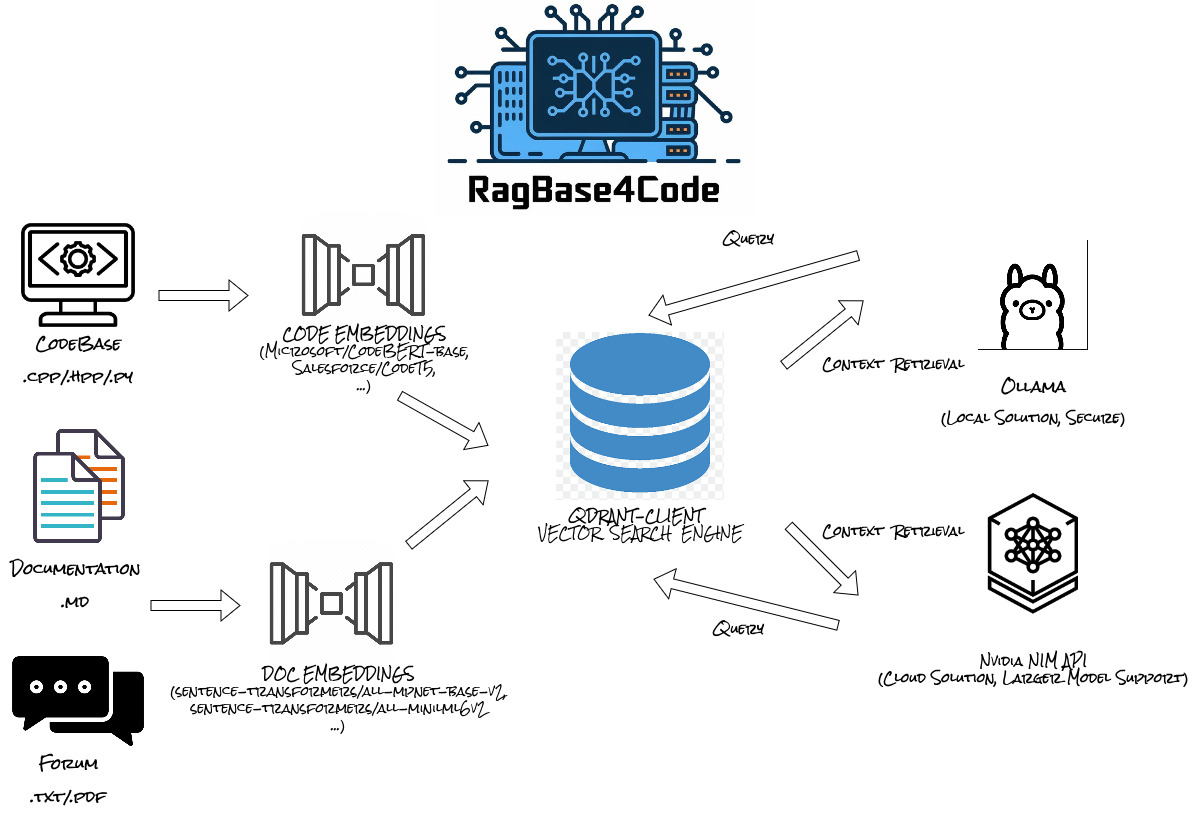 RagBase4Code
CodeBase
.cpp/.hpp/.py
Code Embeddings
(Microsoft/CodeBERT-base,
Salesforce/CodeT5,
...)
Documentation
.md
Forum
.txt/.pdf
Doc Embeddings
(sentence-transformers/all-mpnet-base-v2,
sentence-transformers/all-minilml6v2
...)
Qdrant-Client
Vector Search Engine
Query
Context Retrieval
Ollama
(Local Solution, Secure)
Context Retrieval
Query
Nvidia NIM API
(Cloud Solution, Larger Model Support)